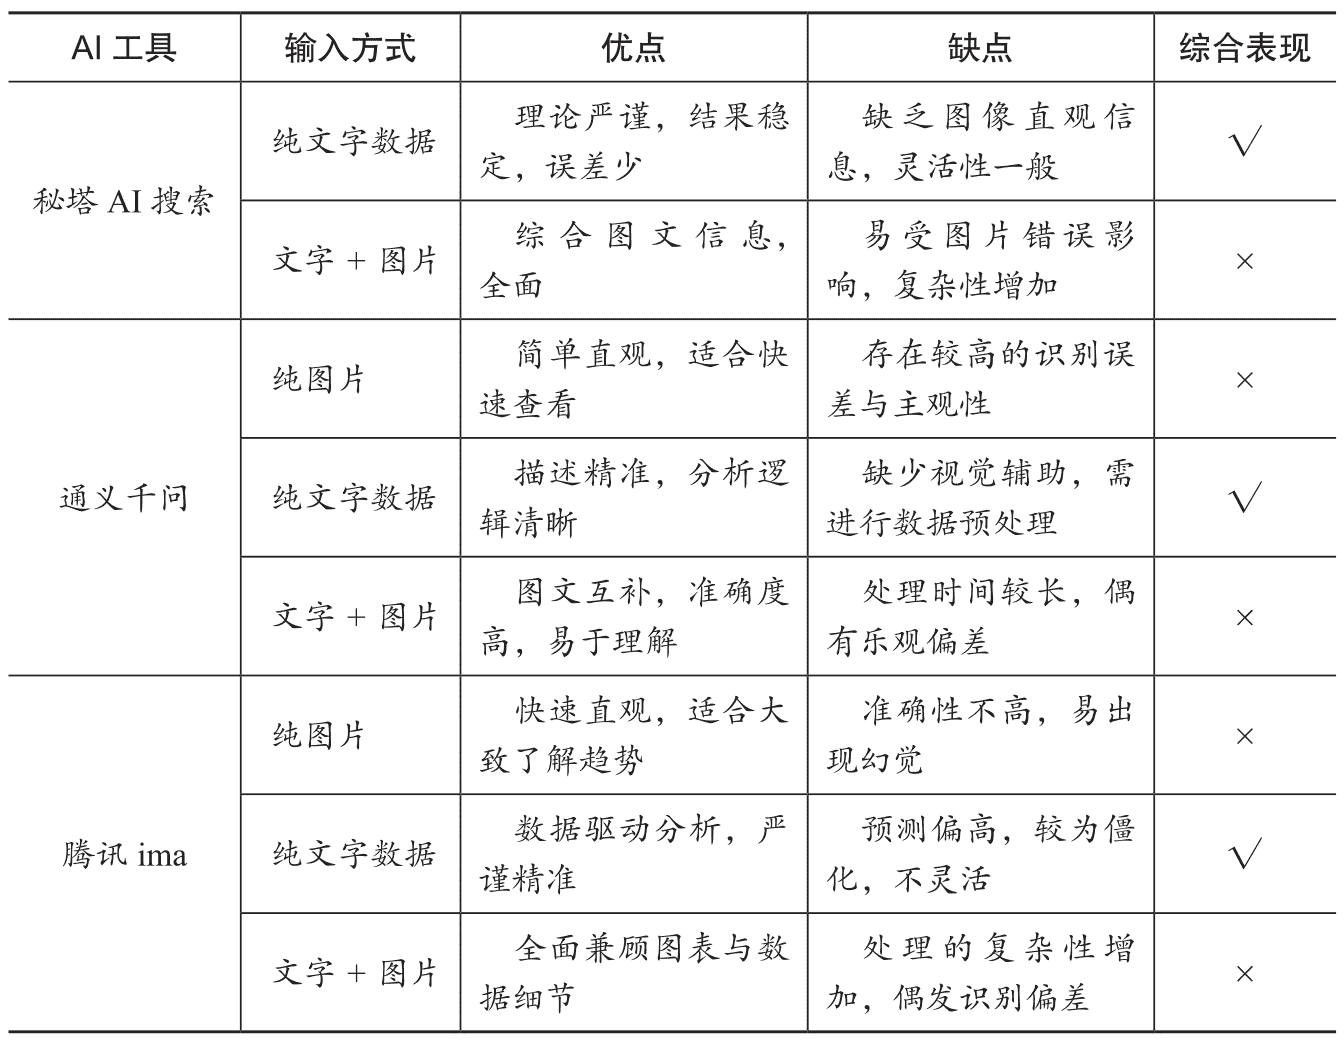 AI 工具 输入方式 优点 缺点 综合表现
秘塔 AI 搜索
纯文字数据
理论严谨，结果稳
定，误差少
缺乏图像直观信
息，灵活性一般
√
文字 + 图片
综合图文信息，
全面
易受图片错误影
响，复杂性增加
×
通义千问
纯图片
简单直观，适合快
速查看
存在较高的识别误
差与主观性
×
纯文字数据
描述精准，分析逻
辑清晰
缺少视觉辅助，需
进行数据预处理
√
文字 + 图片
图文互补，准确度
高，易于理解
处理时间较长，偶
有乐观偏差
×
腾讯 ima
纯图片
快速直观，适合大
致了解趋势
准确性不高，易出
现幻觉
×
纯文字数据
数据驱动分析，严
谨精准
预测偏高，较为僵
化，不灵活
√
文字 + 图片
全面兼顾图表与数
据细节
处理的复杂性增
加，偶发识别偏差
×